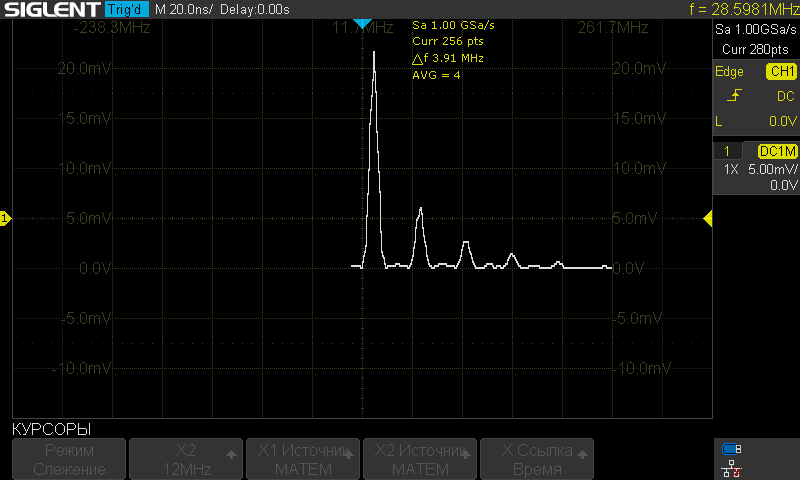 SIGLENT Trig'd M 20.0ns/ Delay:0.00s f = 28.5981MHz
-238.3MHz 11.7MHz 261.7MHz
Sa 1.00 GSa/s
Curr 256 pts
△f 3.91 MHz
AVG = 4
Sa 1.00GSa/s
Curr 280pts
Edge CH1
DC
L 0.0V
1 DC1M
1X 5.00mV/
0.0V
20.0mV 20.0mV
15.0mV 15.0mV
10.0mV 10.0mV
1 5.0mV 5.0mV
0.0V 0.0V
-5.0mV -5.0mV
-10.0mV -10.0mV
КУРСОРЫ
Режим
Слежение
X2
12MHz
X1 Источник
МАТЕМ
X2 Источник
МАТЕМ
X Ссылка
Время